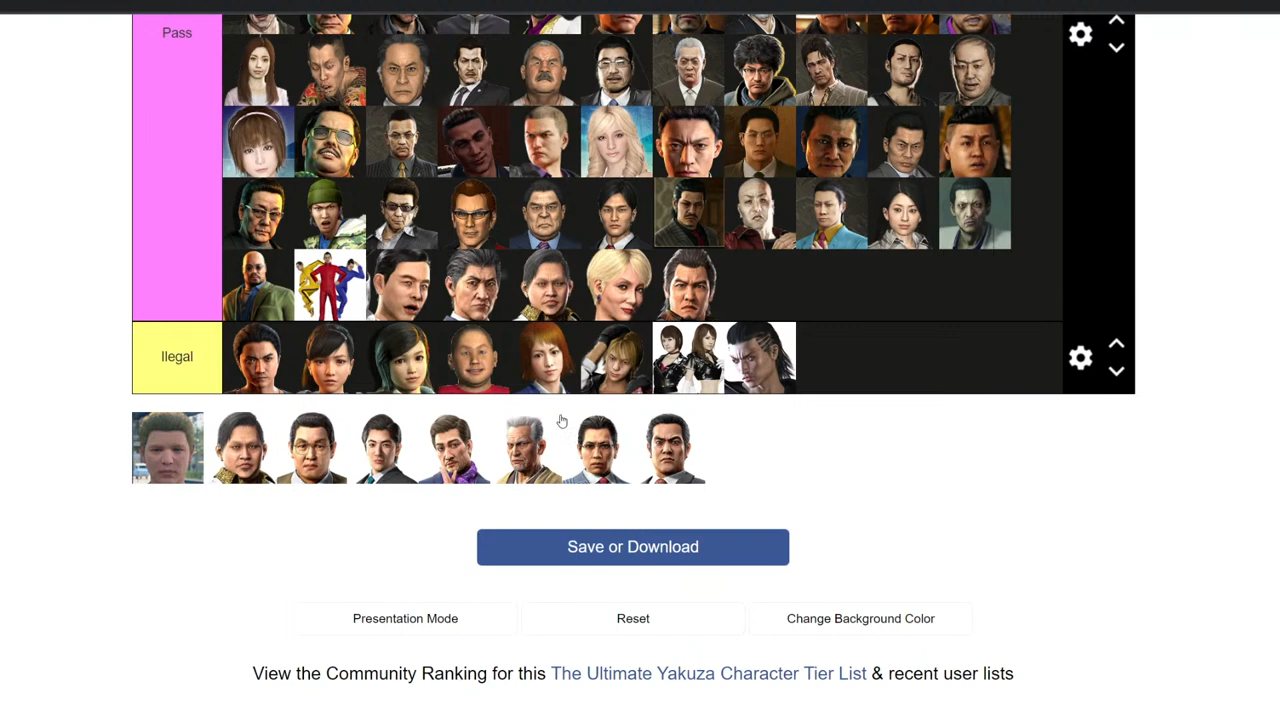 Pass
Ilegal
Save or Download
Presentation Mode
Reset
Change Background Color
View the Community Ranking for this The Ultimate Yakuza Character Tier List & recent user lists